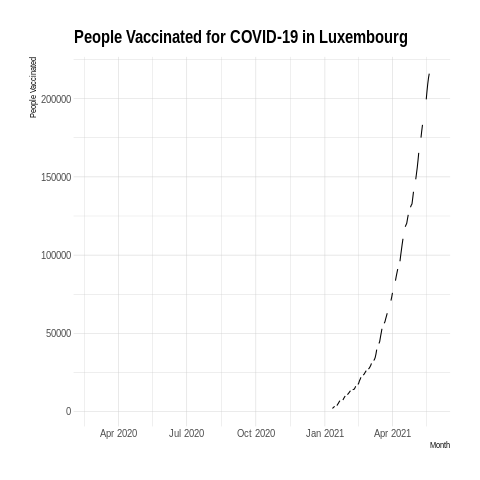 People Vaccinated for COVID-19 in Luxembourg
People Vaccinated
200000
150000
100000
50000
0
Apr 2020 Jul 2020 Oct 2020 Jan 2021 Apr 2021
Month